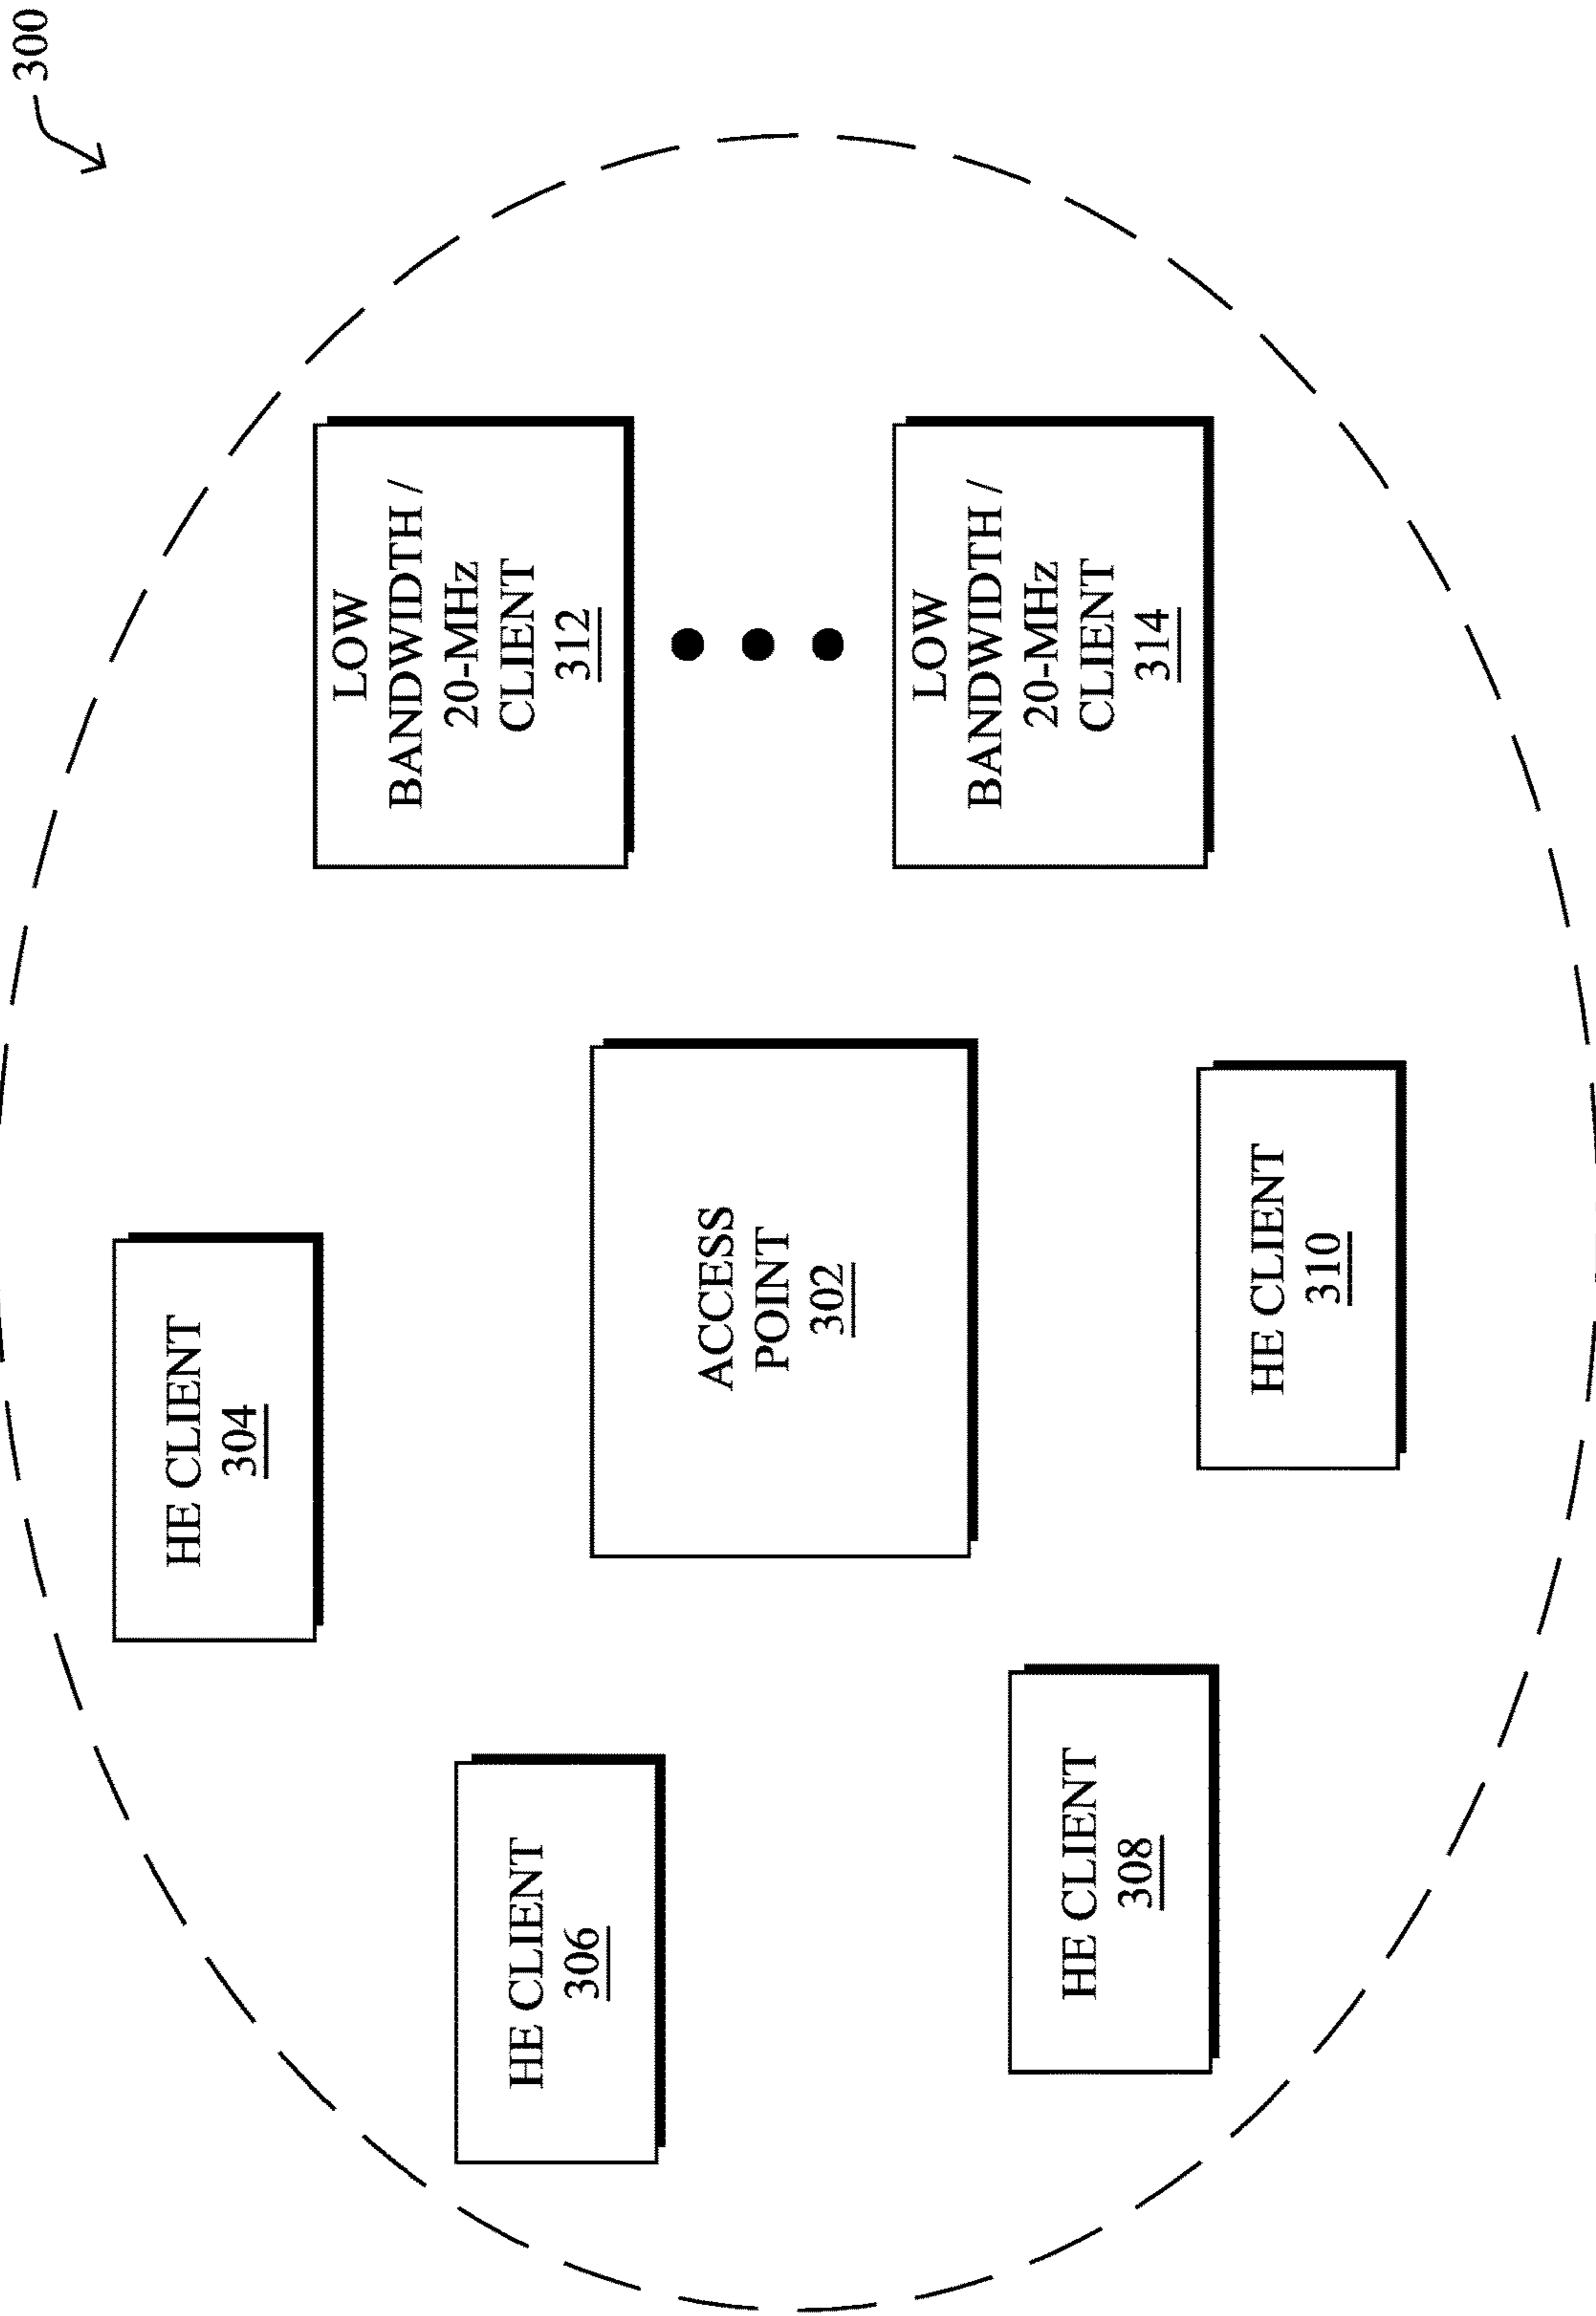 300
HE CLIENT
304
HE CLIENT
306
ACCESS
POINT
302
LOW
BANDWIDTH /
20-MHz
CLIENT
312
LOW
BANDWIDTH /
20-MHz
CLIENT
314
HE CLIENT
308
HE CLIENT
310